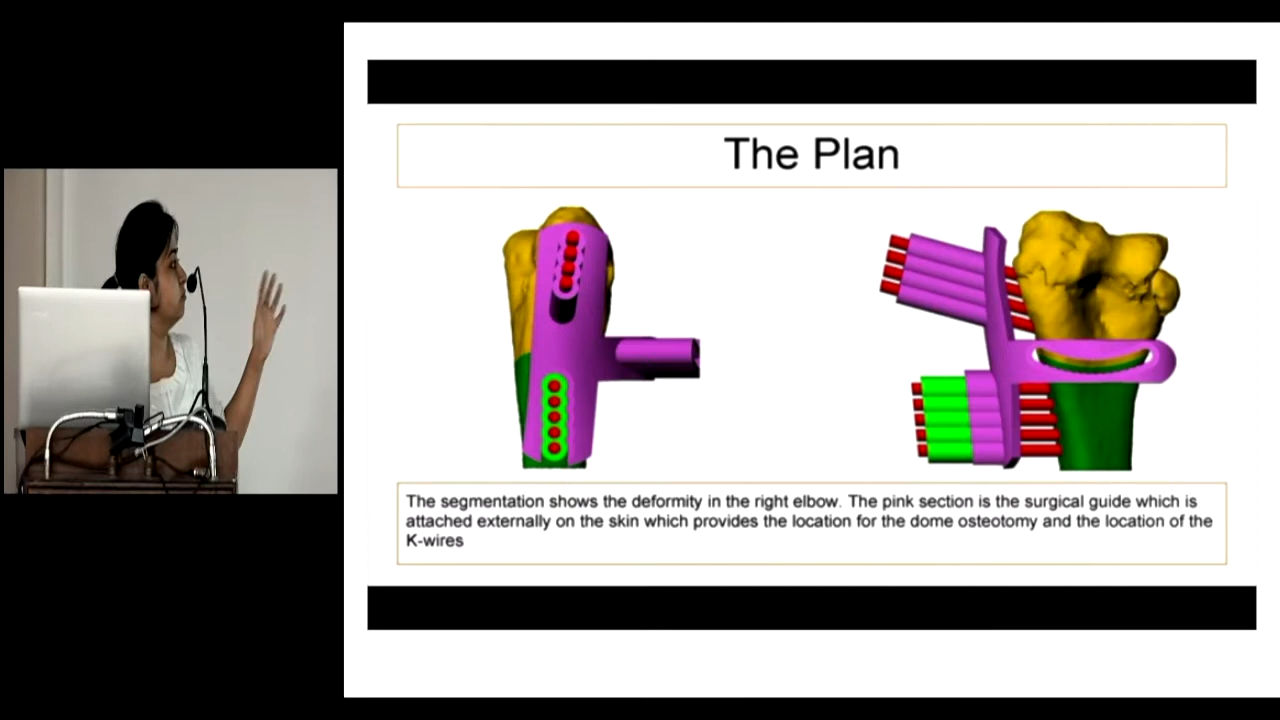 The Plan
The segmentation shows the deformity in the right elbow. The pink section is the surgical guide which is
attached externally on the skin which provides the location for the dome osteotomy and the location of the
K-wires